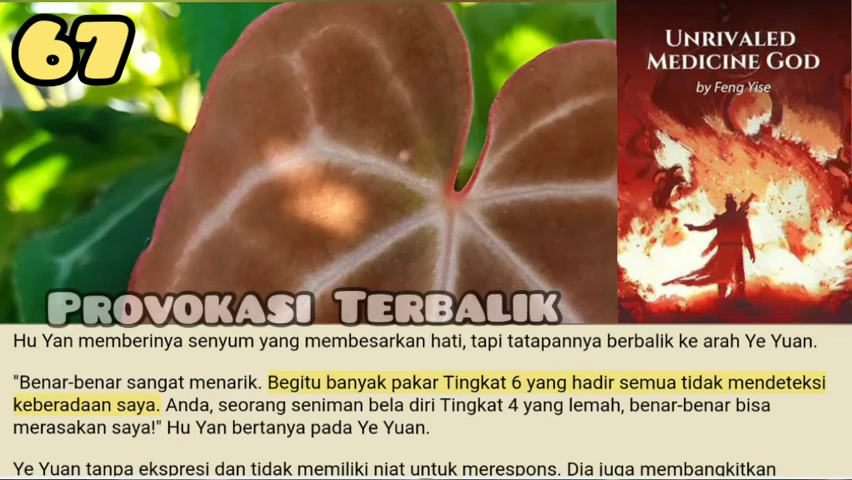 67
UNRIVALED
MEDICINE GOD
by Feng Yise
PROVOKASI TERBALIK
Hu Yan memberinya senyum yang membesarkan hati, tapi tatapannya berbalik ke arah Ye Yuan.
"Benar-benar sangat menarik. Begitu banyak pakar Tingkat 6 yang hadir semua tidak mendeteksi
keberadaan saya. Anda, seorang seniman bela diri Tingkat 4 yang lemah, benar-benar bisa
merasakan saya!" Hu Yan bertanya pada Ye Yuan.
Ye Yuan tanpa ekspresi dan tidak memiliki niat untuk merespons. Dia juga membangkitkan